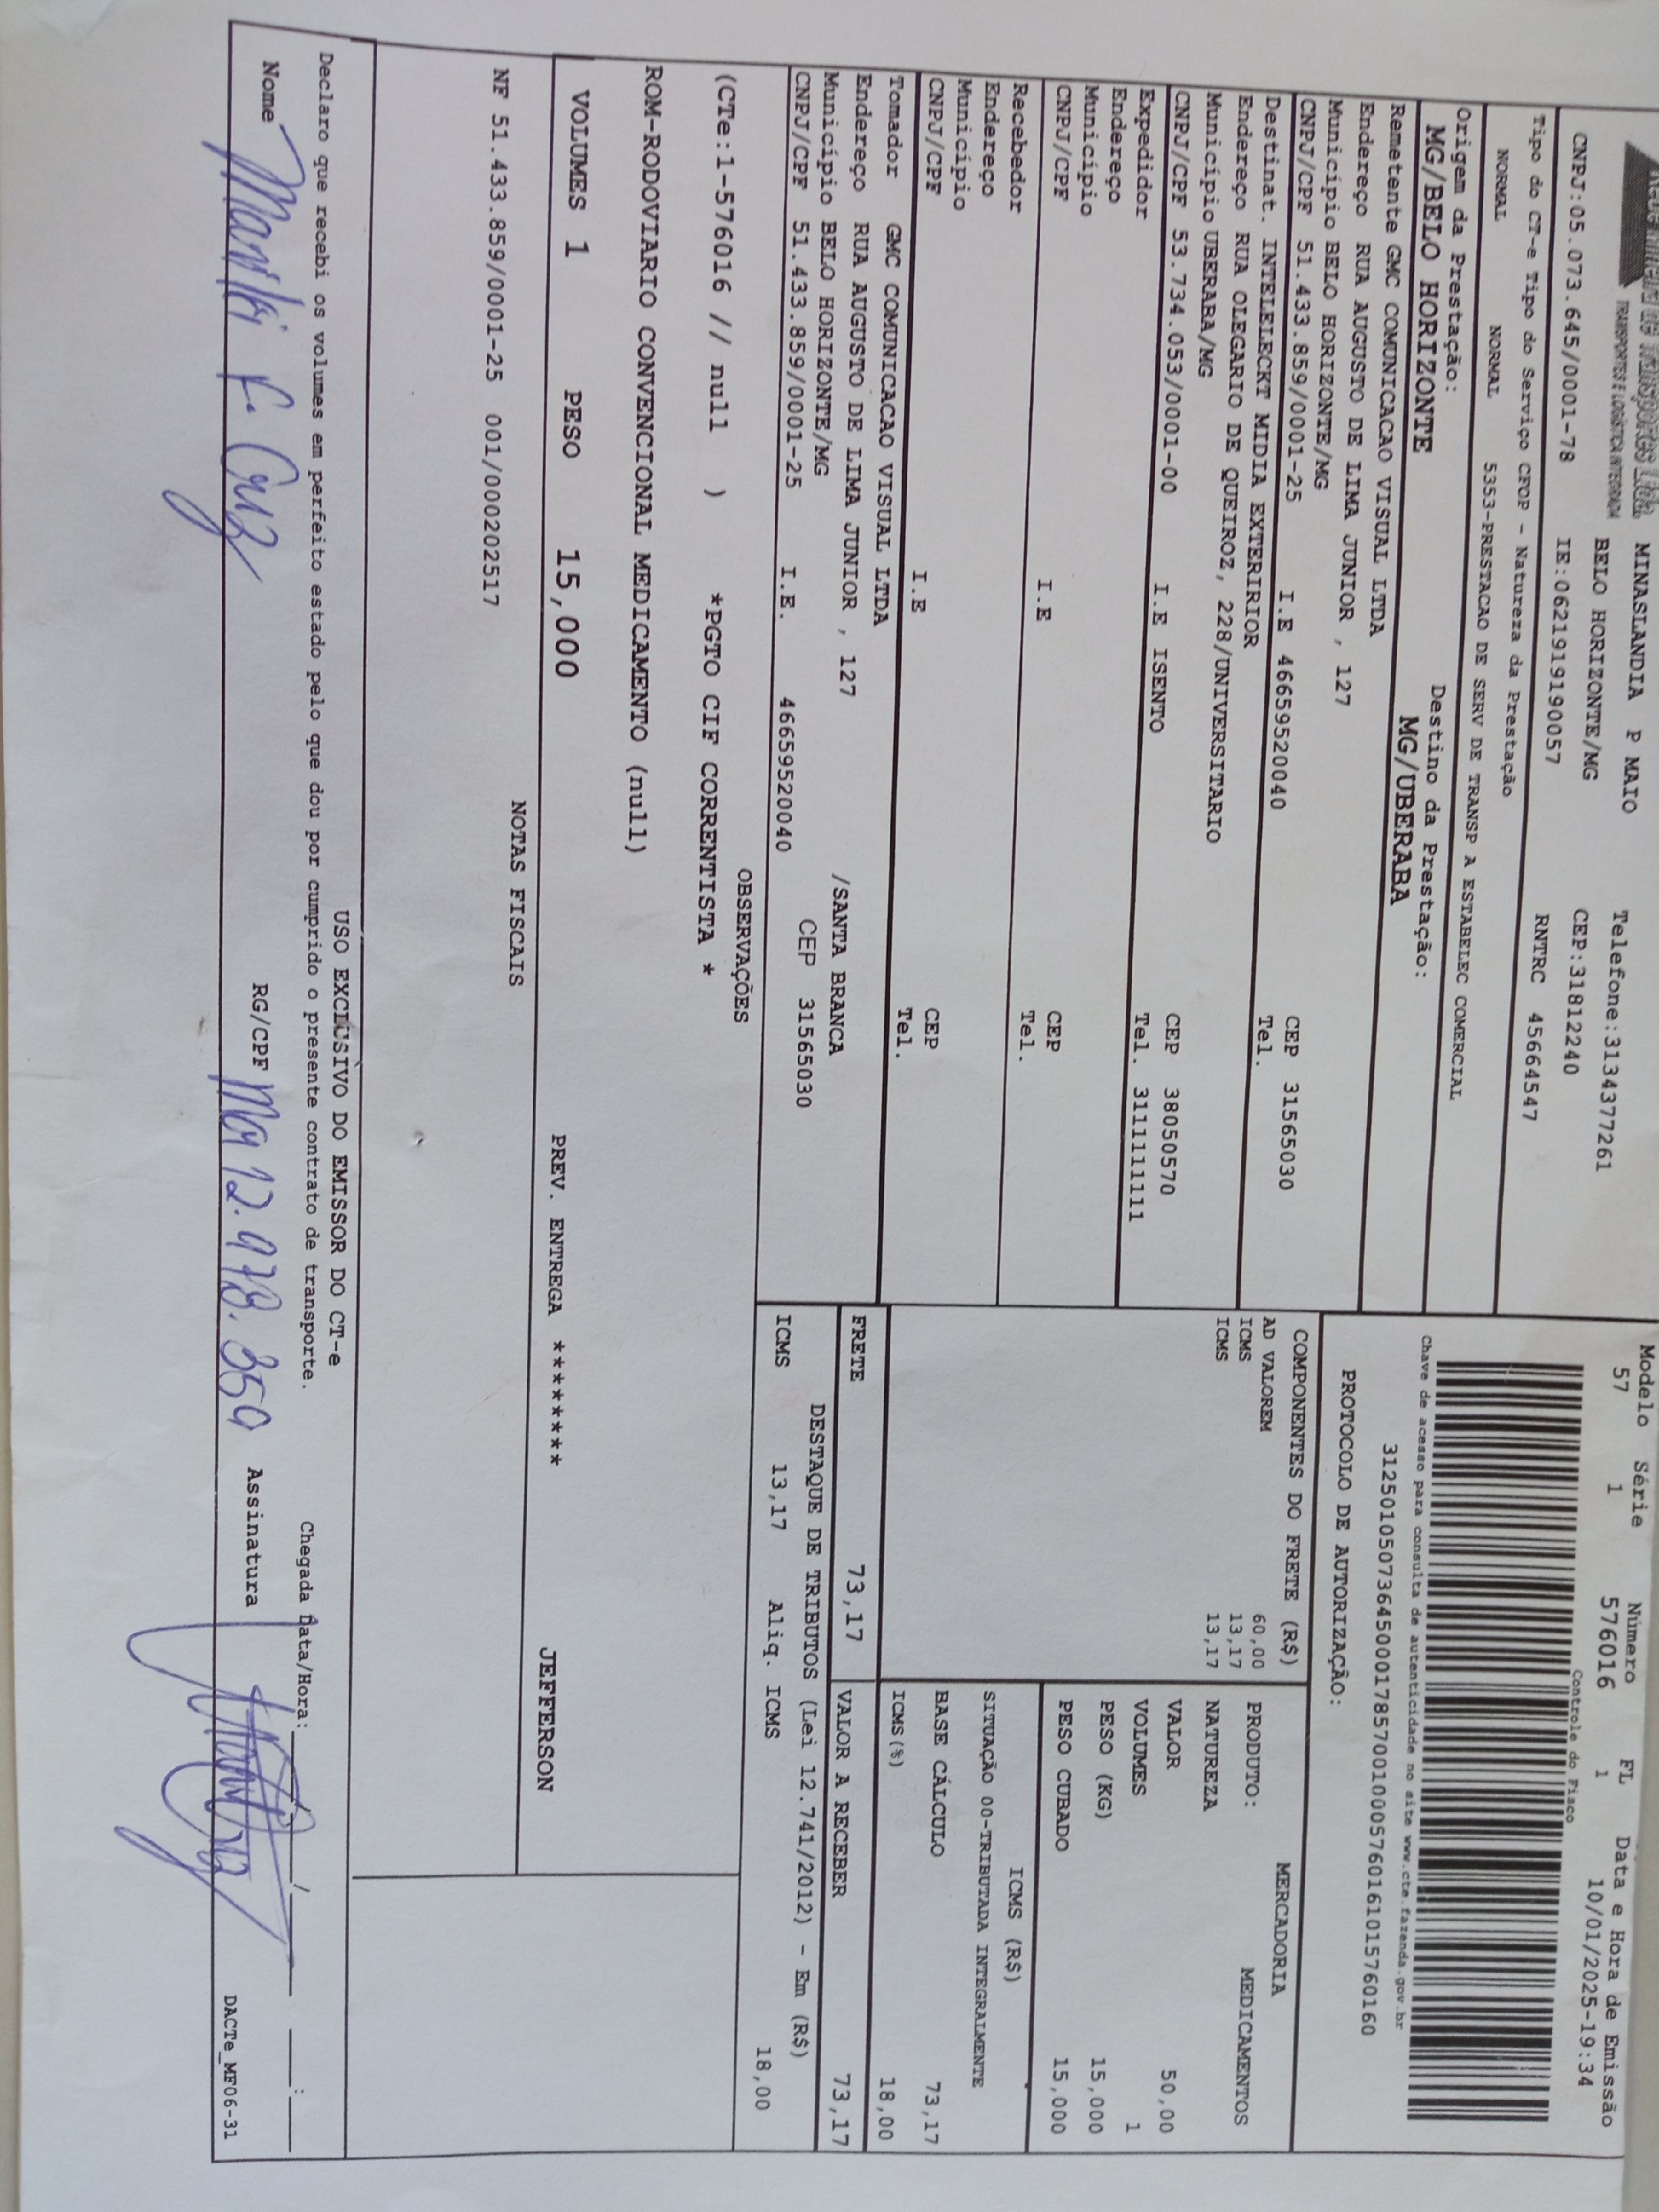 MINASLANDIA P MAIO Telefone:3134377261
TRANSPORTES E LOGÍSTICA INTEGRADA BELO HORIZONTE/MG CEP:31812240
CNPJ:05.073.645/0001-78 IE:0621919190057 RNTRC 45664547
Tipo do CT-e Tipo do Serviço CFOP - Natureza da Prestação
NORMAL NORMAL 5353-PRESTACAO DE SERV DE TRANSP A ESTABELEC COMERCIAL
Origem da Prestação: Destino da Prestação:
MG/BELO HORIZONTE MG/UBERABA
Remetente GMC COMUNICACAO VISUAL LTDA
Endereço RUA AUGUSTO DE LIMA JUNIOR , 127
Município BELO HORIZONTE/MG CEP 31565030
CNPJ/CPF 51.433.859/0001-25 I.E 46659520040 Tel.
Destinat. INTELELECKT MIDIA EXTERIRIOR
Endereço RUA OLEGARIO DE QUEIROZ, 228/UNIVERSITARIO
Município UBERABA/MG CEP 38050570
CNPJ/CPF 53.734.053/0001-00 I.E ISENTO Tel. 3111111111
Expedidor
Endereço
Município CEP
CNPJ/CPF I.E Tel.
Recebedor
Endereço
Município CEP
CNPJ/CPF I.E Tel.
Tomador GMC COMUNICACAO VISUAL LTDA
Endereço RUA AUGUSTO DE LIMA JUNIOR , 127 /SANTA BRANCA
Município BELO HORIZONTE/MG CEP 31565030
CNPJ/CPF 51.433.859/0001-25 I.E. 46659520040
Modelo Série Número FL Data e Hora de Emissão
57 1 576016 1 10/01/2025-19:34
Controle do Fisco
Chave de acesso para consulta de autenticidade no site www.cte.fazenda.gov.br
31250105073645000178570010005760161015760160
PROTOCOLO DE AUTORIZAÇÃO:
COMPONENTES DO FRETE (R$)
AD VALOREM 60,00
ICMS 13,17
ICMS 13,17
MERCADORIA
PRODUTO: MEDICAMENTOS
NATUREZA
VALOR 50,00
VOLUMES 1
PESO (KG) 15,000
PESO CUBADO 15,000
ICMS (R$)
SITUAÇÃO 00-TRIBUTADA INTEGRALMENTE
BASE CÁLCULO 73,17
ICMS(%) 18,00
FRETE 73,17 VALOR A RECEBER 73,17
DESTAQUE DE TRIBUTOS (Lei 12.741/2012) - Em (R$)
ICMS 13,17 Aliq. ICMS 18,00
OBSERVAÇÕES
(CTe:1-576016 // null ) *PGTO CIF CORRENTISTA *
ROM-RODOVIARIO CONVENCIONAL MEDICAMENTO (null)
VOLUMES 1 PESO 15,000 PREV. ENTREGA ******* JEFFERSON
NOTAS FISCAIS
NF 51.433.859/0001-25 001/000202517
USO EXCLUSIVO DO EMISSOR DO CT-e
Declaro que recebi os volumes em perfeito estado pelo que dou por cumprido o presente contrato de transporte. Chegada Data/Hora: ___/___/___ ___:___
Nome Cruz RG/CPF Assinatura DACTe_MF06-31